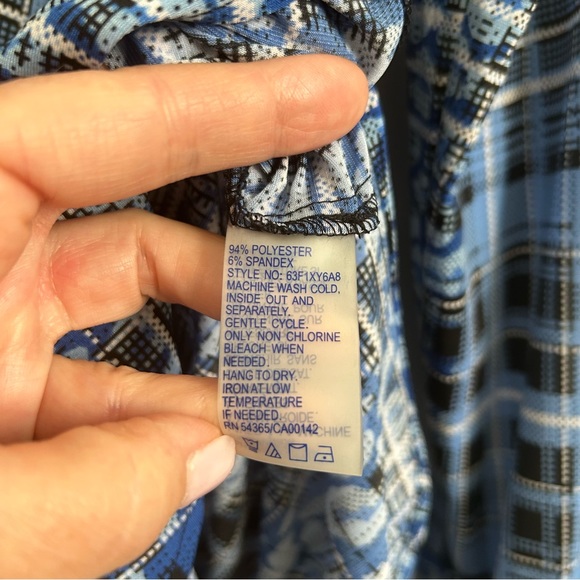 94% POLYESTER
6% SPANDEX
STYLE NO: 63F1XY6A8
MACHINE WASH COLD,
INSIDE OUT AND
SEPARATELY.
GENTLE CYCLE.
ONLY NON CHLORINE
BLEACH WHEN
NEEDED.
HANG TO DRY.
IRON AT LOW
TEMPERATURE
IF NEEDED.
RN 54365/CA00142